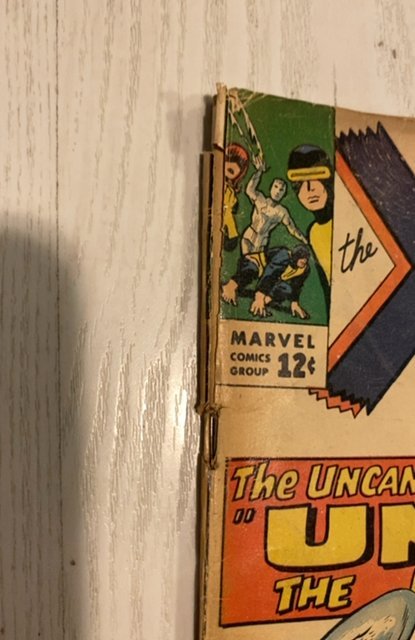 the
MARVEL
COMICS
GROUP 12¢
The UNCAN
"UN
THE